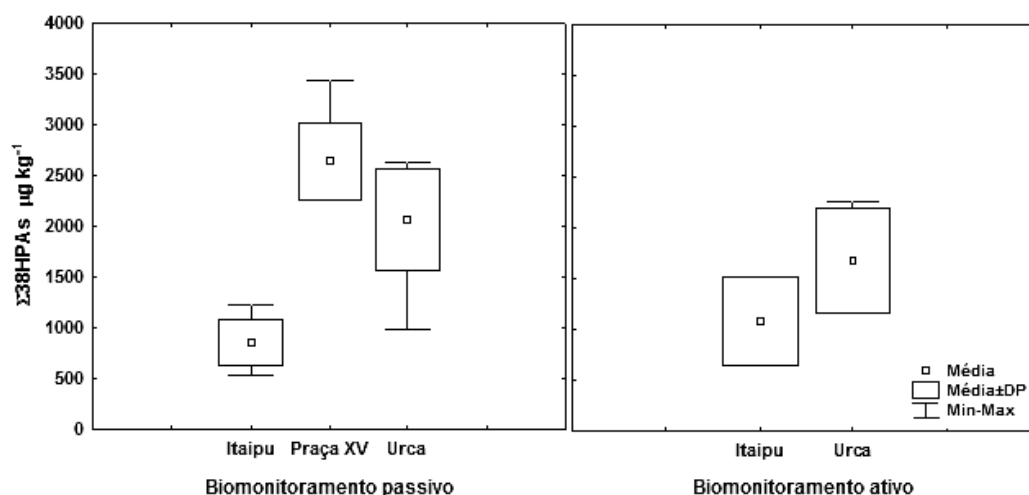 Σ38HPAs µg kg⁻¹
4000
3500
3000
2500
2000
1500
1000
500
0
Itaipu Praça XV Urca
Biomonitoramento passivo
Itaipu Urca
Biomonitoramento ativo
Média
Média±DP
Min-Max